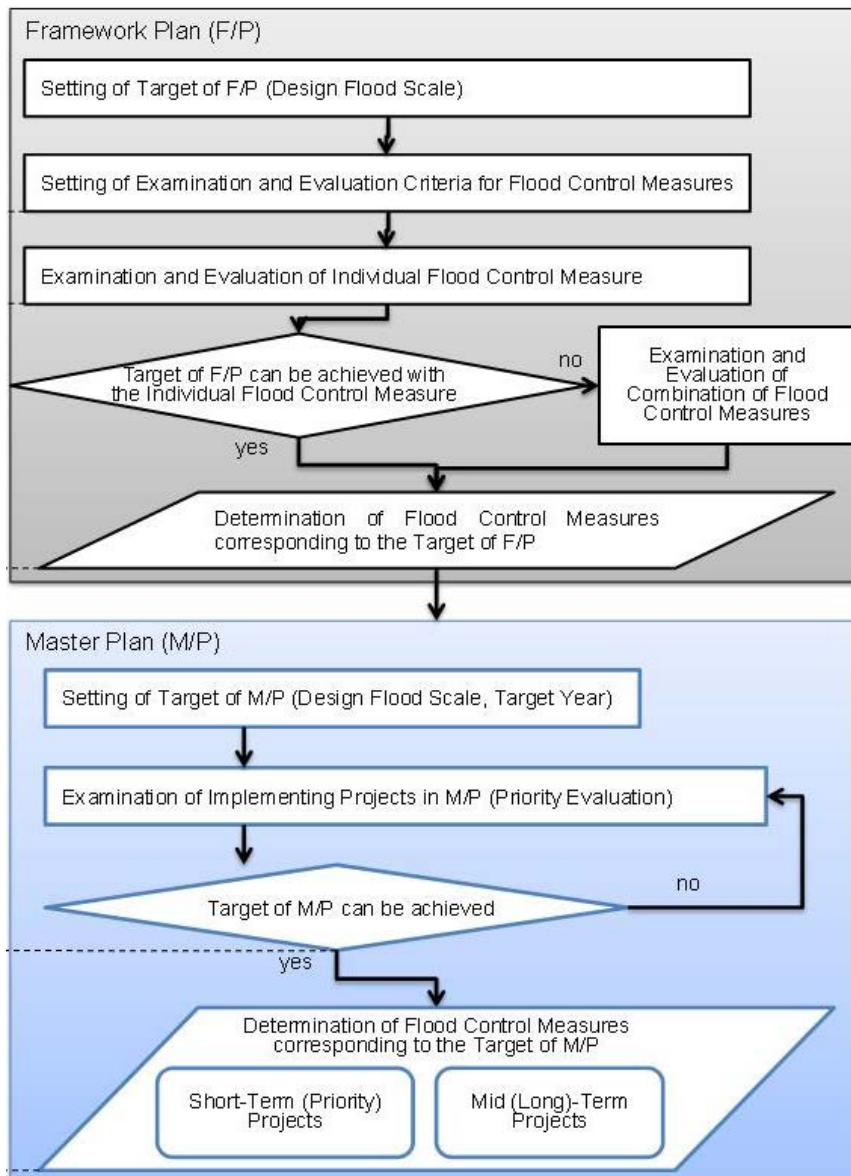 Framework Plan (F/P)
Setting of Target of F/P (Design Flood Scale)
Setting of Examination and Evaluation Criteria for Flood Control Measures
Examination and Evaluation of Individual Flood Control Measure
Target of F/P can be achieved with
the Individual Flood Control Measure
no
Examination and
Evaluation of
Combination of Flood
Control Measures
yes
Determination of Flood Control Measures
corresponding to the Target of F/P
Master Plan (M/P)
Setting of Target of M/P (Design Flood Scale, Target Year)
Examination of Implementing Projects in M/P (Priority Evaluation)
Target of M/P can be achieved
no
yes
Determination of Flood Control Measures
corresponding to the Target of M/P
Short-Term (Priority)
Projects
Mid (Long)-Term
Projects